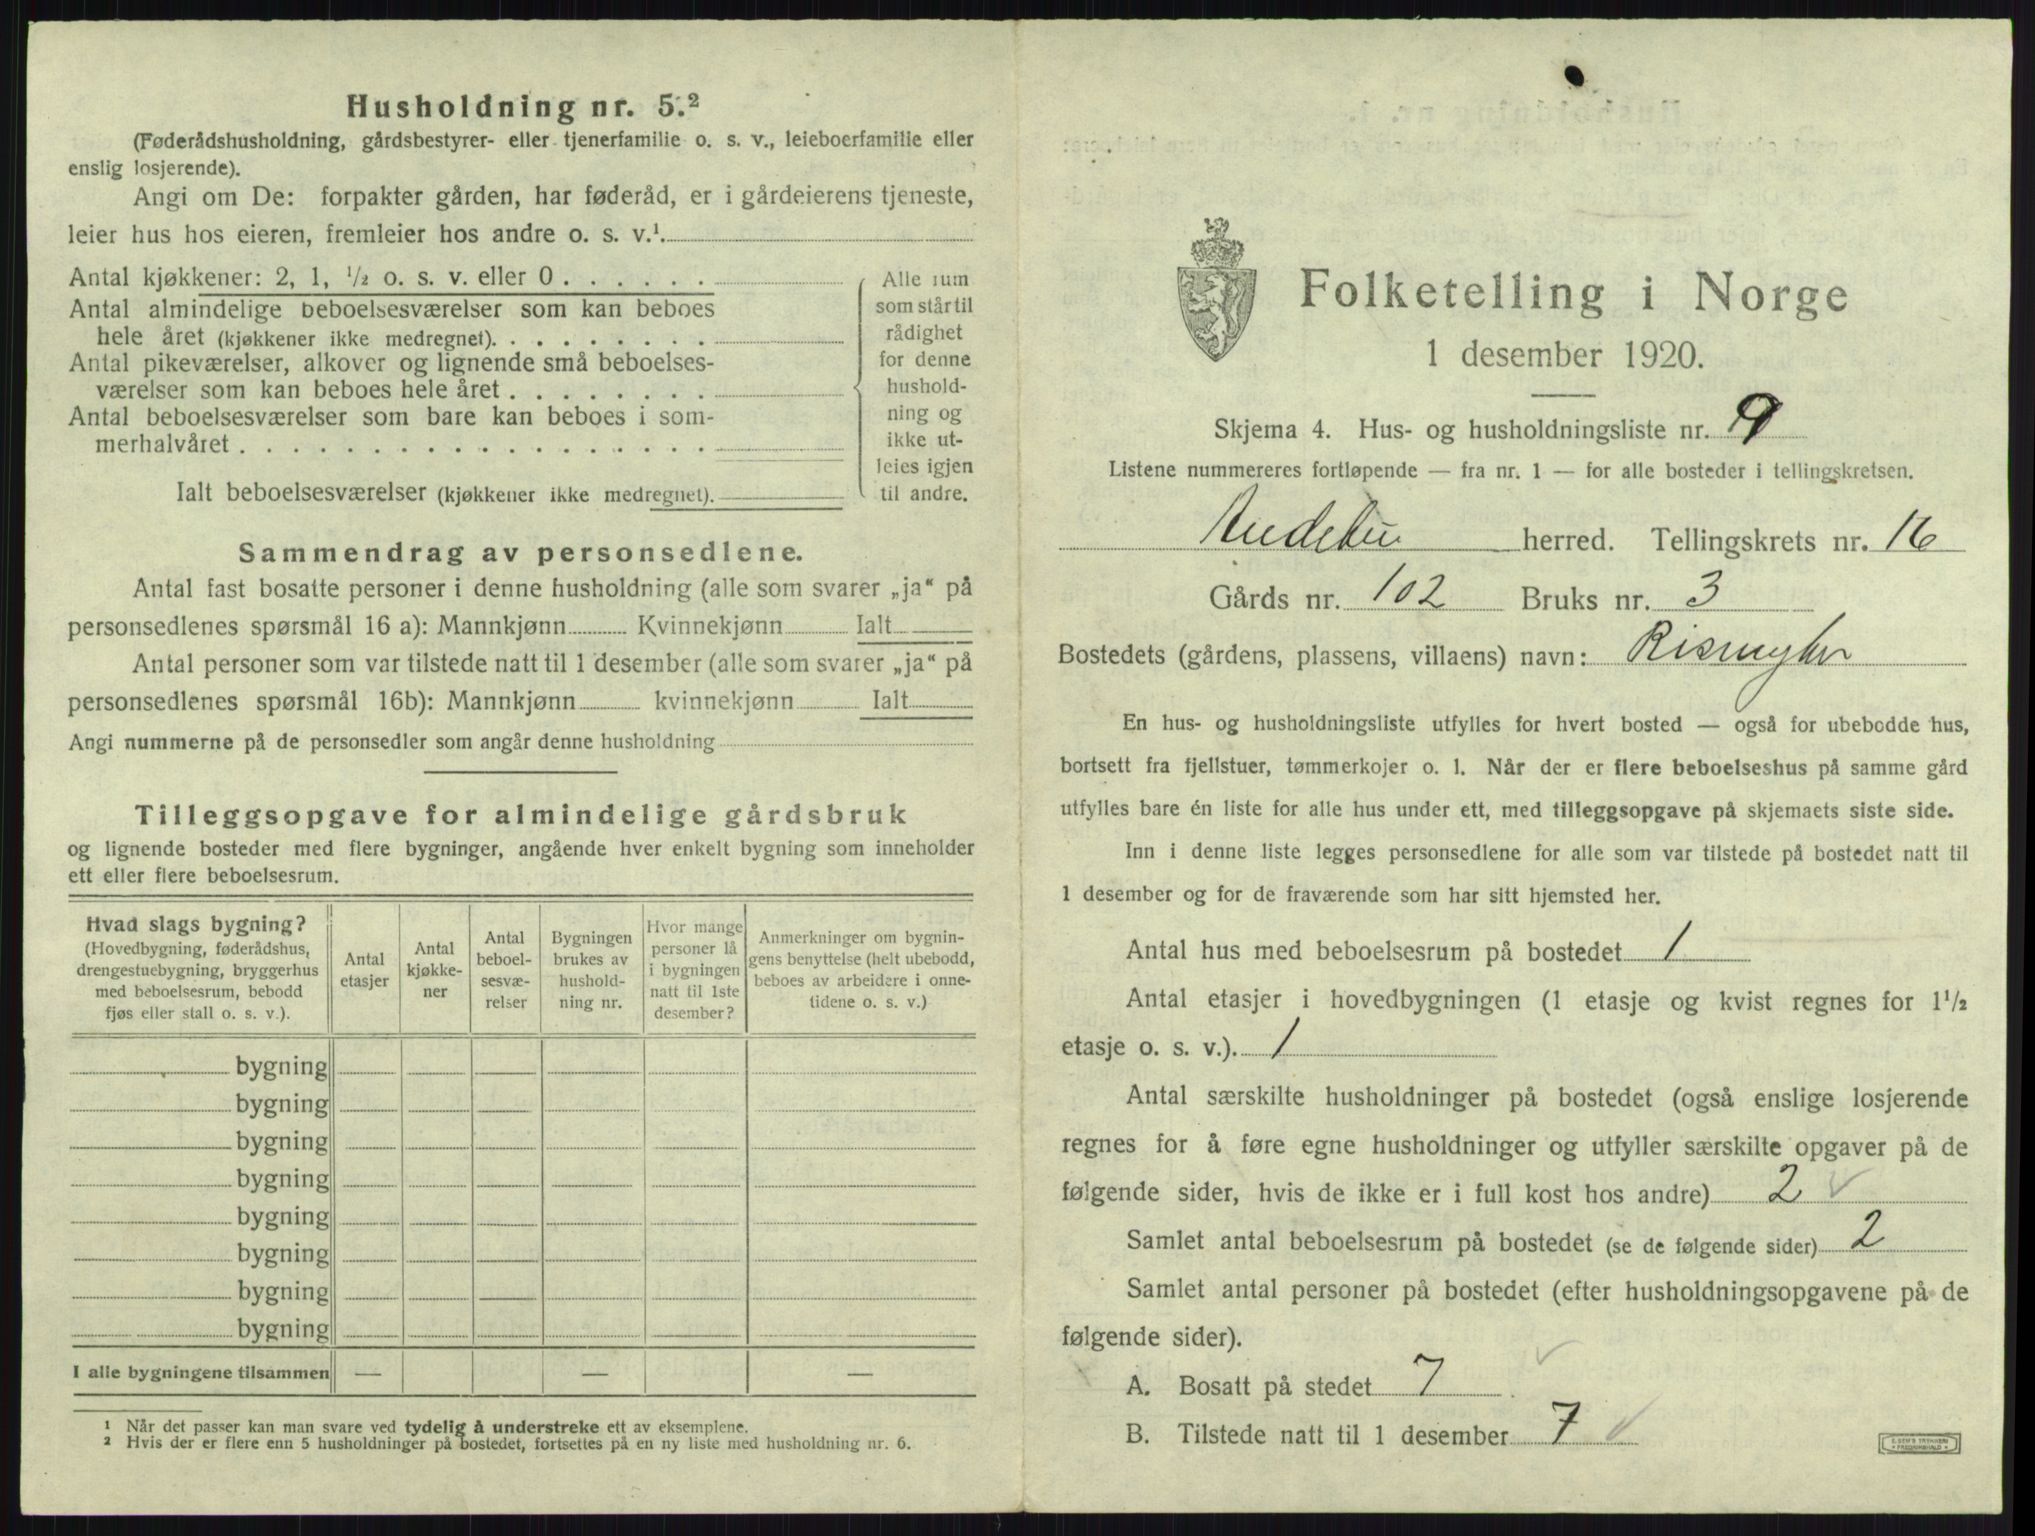 Husholdning nr. 5.²
(Føderådshusholdning, gårdsbestyrer- eller tjenerfamilie o. s. v., leieboerfamilie eller
enslig losjerende).
Angi om De: forpakter gården, har føderåd, er i gårdeierens tjeneste,
leier hus hos eieren, fremleier hos andre o. s. v.¹
Antal kjøkkener: 2, 1, ¹/₂ o. s. v. eller 0 . . . . . .
Antal almindelige beboelsesværelser som kan beboes
hele året (kjøkkener ikke medregnet). . . . . . . . .
Antal pikeværelser, alkover og lignende små beboelses-
værelser som kan beboes hele året . . . . . . . .
Antal beboelsesværelser som bare kan beboes i som-
merhalvåret . . . . . . . . . . . . . . . . . .
Ialt beboelsesværelser (kjøkkener ikke medregnet).
Alle rum
som står til
rådighet
for denne
hushold-
ning og
ikke ut-
leies igjen
til andre.
Sammendrag av personsedlene.
Antal fast bosatte personer i denne husholdning (alle som svarer „ja“ på
personsedlenes spørsmål 16 a): Mannkjønn Kvinnekjønn Ialt
Antal personer som var tilstede natt til 1 desember (alle som svarer „ja“ på
personsedlenes spørsmål 16b): Mannkjønn kvinnekjønn Ialt
Angi nummerne på de personsedler som angår denne husholdning
Tilleggsopgave for almindelige gårdsbruk
og lignende bosteder med flere bygninger, angående hver enkelt bygning som inneholder
ett eller flere beboelsesrum.
Hvad slags bygning?
(Hovedbygning, føderådshus,
drengestuebygning, bryggerhus
med beboelsesrum, bebodd
fjøs eller stall o. s. v.).
Antal
etasjer
Antal
kjøkke-
ner
Antal
beboel-
sesvæ-
relser
Bygningen
brukes av
hushold-
ning nr.
Hvor mange
personer lå
i bygningen
natt til 1ste
desember?
Anmerkninger om bygnin-
gens benyttelse (helt ubebodd,
beboes av arbeidere i onne-
tidene o. s. v.)
bygning
bygning
bygning
bygning
bygning
bygning
bygning
bygning
I alle bygningene tilsammen — — —
¹ Når det passer kan man svare ved tydelig å understreke ett av eksemplene.
² Hvis der er flere enn 5 husholdninger på bostedet, fortsettes på en ny liste med husholdning nr. 6.
Folketelling i Norge
1 desember 1920.
Skjema 4. Hus- og husholdningsliste nr. 9
Listene nummereres fortløpende — fra nr. 1 — for alle bosteder i tellingskretsen.
Andebu herred. Tellingskrets nr. 16
Gårds nr. 102 Bruks nr. 3
Bostedets (gårdens, plassens, villaens) navn: Rismyhr
En hus- og husholdningsliste utfylles for hvert bosted — også for ubebodde hus,
bortsett fra fjellstuer, tømmerkojer o. l. Når der er flere beboelseshus på samme gård
utfylles bare én liste for alle hus under ett, med tilleggsopgave på skjemaets siste side.
Inn i denne liste legges personsedlene for alle som var tilstede på bostedet natt til
1 desember og for de fraværende som har sitt hjemsted her.
Antal hus med beboelsesrum på bostedet 1
Antal etasjer i hovedbygningen (1 etasje og kvist regnes for 1¹/₂
etasje o. s. v.). 1
Antal særskilte husholdninger på bostedet (også enslige losjerende
regnes for å føre egne husholdninger og utfyller særskilte opgaver på de
følgende sider, hvis de ikke er i full kost hos andre) 2 ✓
Samlet antal beboelsesrum på bostedet (se de følgende sider) 2
Samlet antal personer på bostedet (efter husholdningsopgavene på de
følgende sider).
A. Bosatt på stedet 7 ✓
B. Tilstede natt til 1 desember 7 ✓